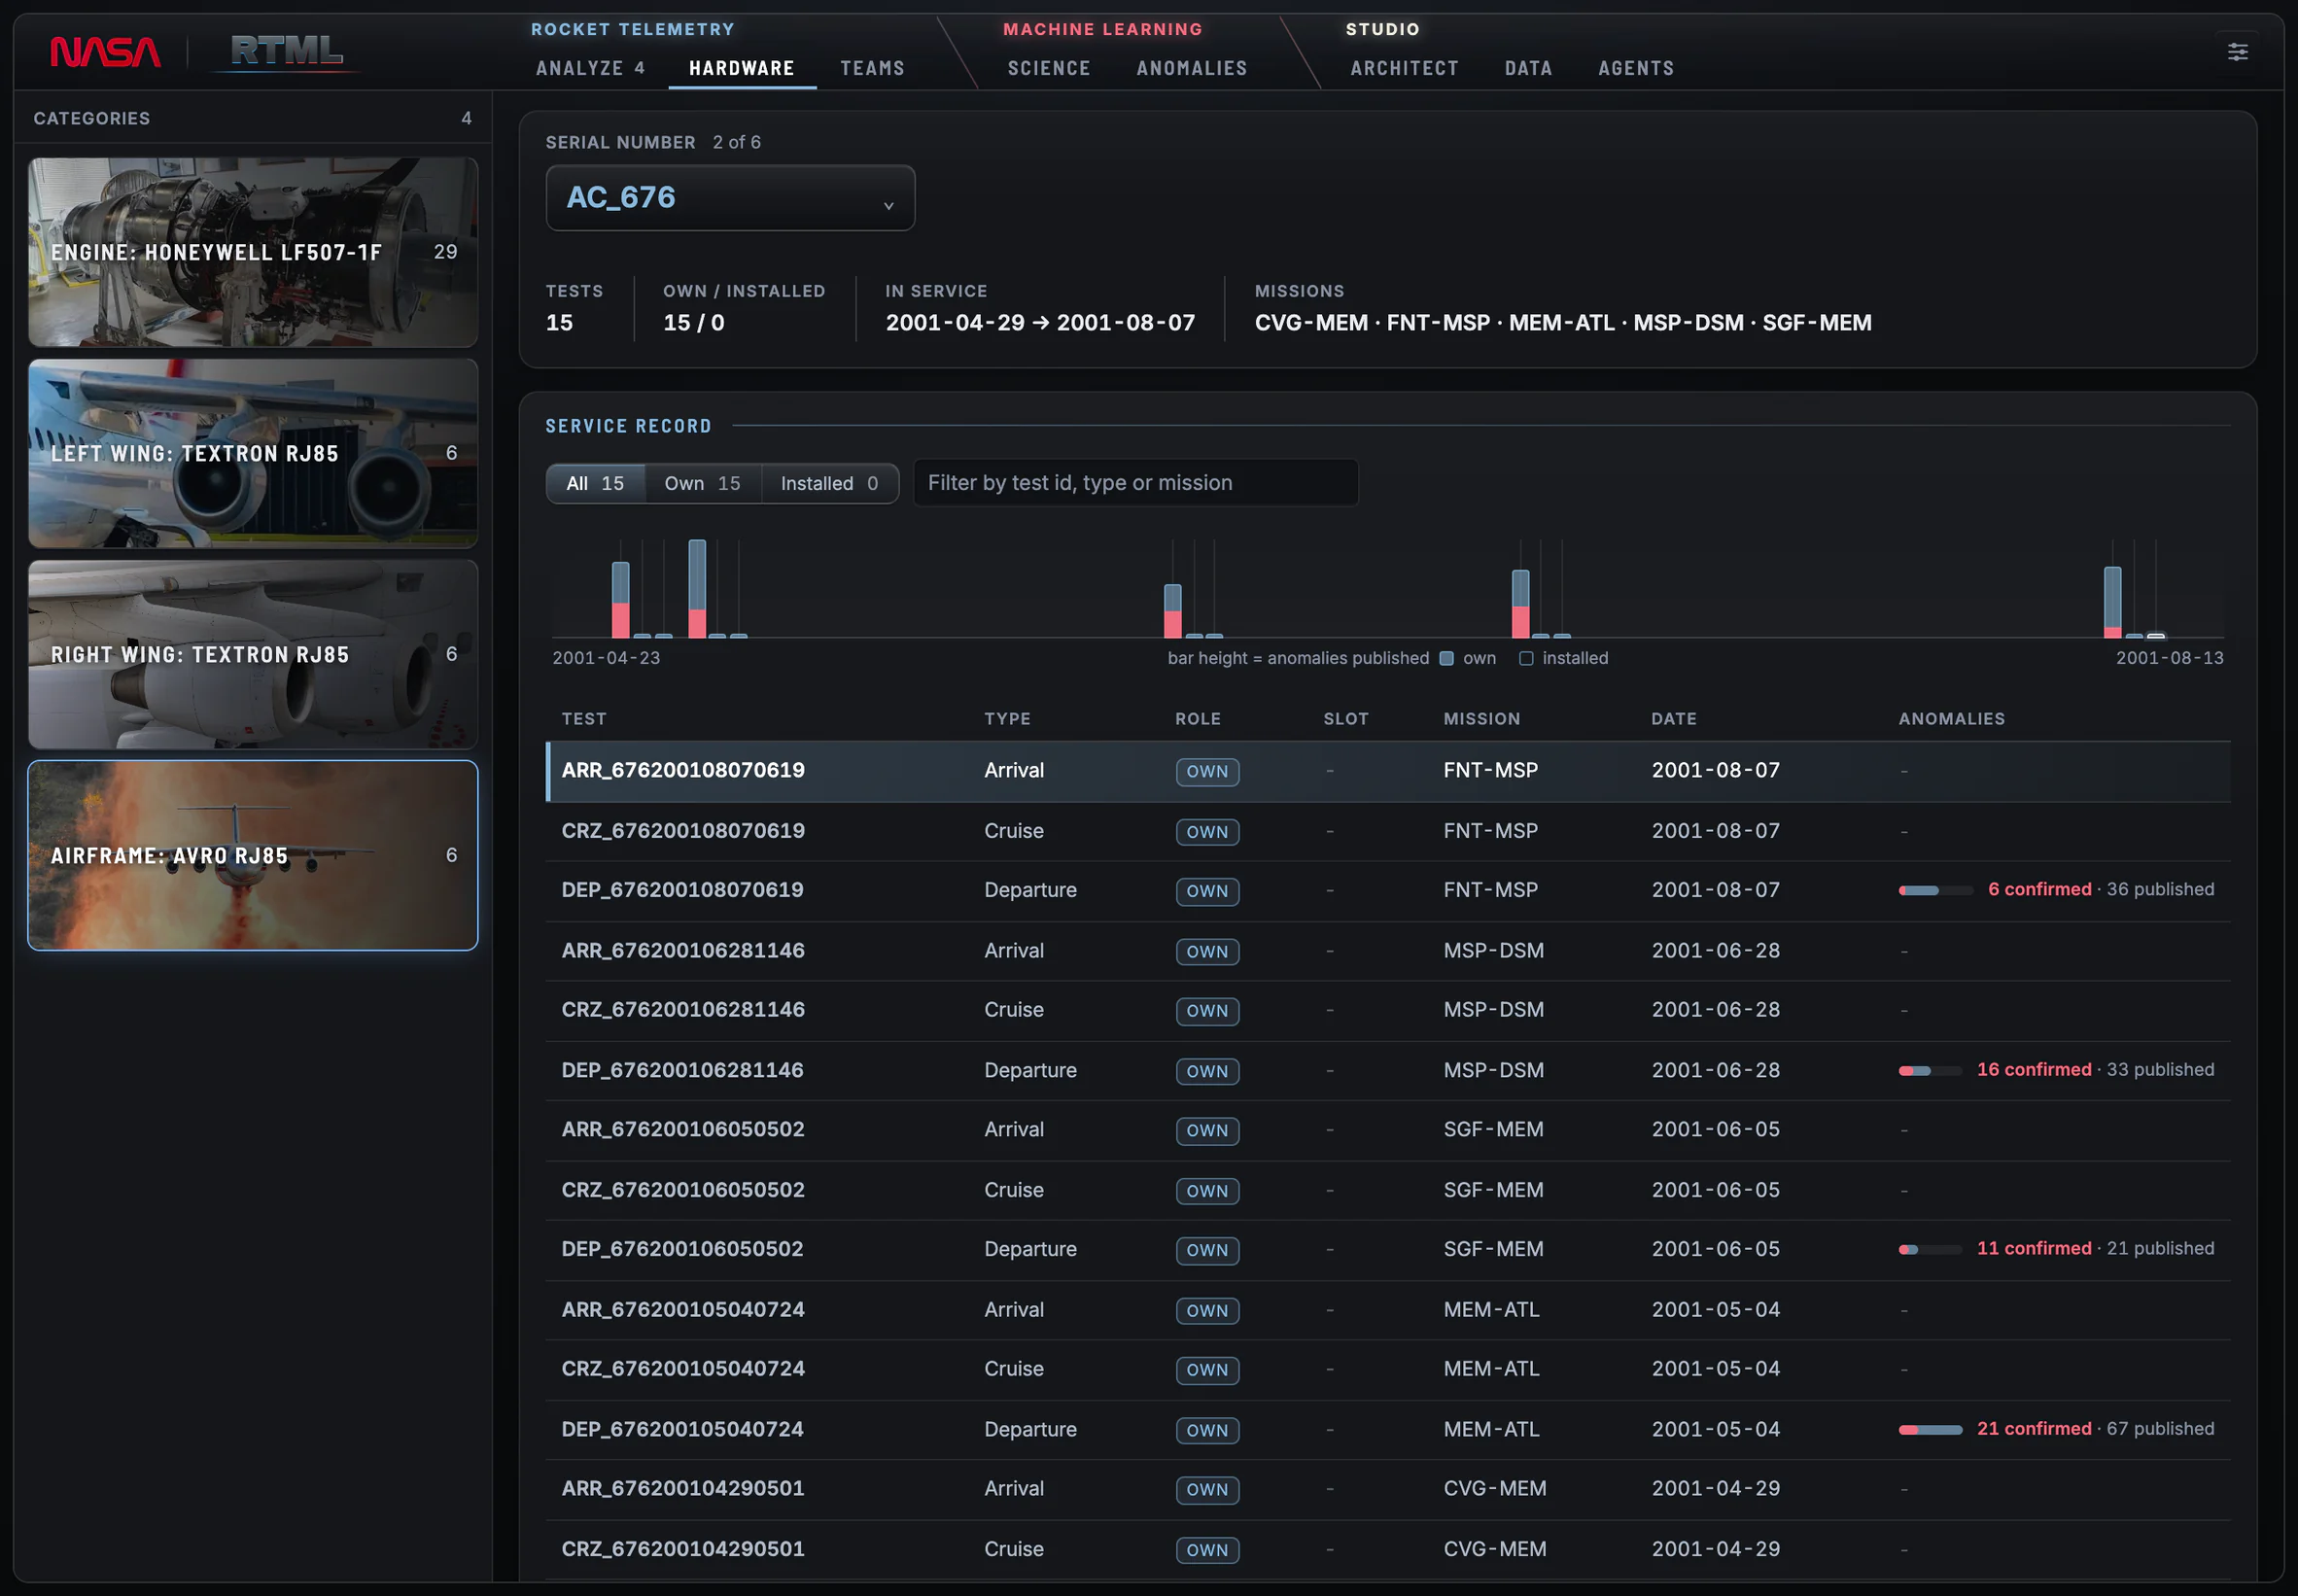 NASA
RTML
ROCKET TELEMETRY
ANALYZE 4
HARDWARE
TEAMS
MACHINE LEARNING
SCIENCE
ANOMALIES
STUDIO
ARCHITECT
DATA
AGENTS
CATEGORIES 4
ENGINE: HONEYWELL LF507-1F 29
LEFT WING: TEXTRON RJ85 6
RIGHT WING: TEXTRON RJ85 6
AIRFRAME: AVRO RJ85 6
SERIAL NUMBER 2 of 6
AC_676
TESTS
15
OWN / INSTALLED
15 / 0
IN SERVICE
2001-04-29 → 2001-08-07
MISSIONS
CVG-MEM · FNT-MSP · MEM-ATL · MSP-DSM · SGF-MEM
SERVICE RECORD
All 15 Own 15 Installed 0
Filter by test id, type or mission
2001-04-23
bar height = anomalies published own installed
2001-08-13
TEST TYPE ROLE SLOT MISSION DATE ANOMALIES
ARR_676200108070619 Arrival OWN - FNT-MSP 2001-08-07 -
CRZ_676200108070619 Cruise OWN - FNT-MSP 2001-08-07 -
DEP_676200108070619 Departure OWN - FNT-MSP 2001-08-07 6 confirmed · 36 published
ARR_676200106281146 Arrival OWN - MSP-DSM 2001-06-28 -
CRZ_676200106281146 Cruise OWN - MSP-DSM 2001-06-28 -
DEP_676200106281146 Departure OWN - MSP-DSM 2001-06-28 16 confirmed · 33 published
ARR_676200106050502 Arrival OWN - SGF-MEM 2001-06-05 -
CRZ_676200106050502 Cruise OWN - SGF-MEM 2001-06-05 -
DEP_676200106050502 Departure OWN - SGF-MEM 2001-06-05 11 confirmed · 21 published
ARR_676200105040724 Arrival OWN - MEM-ATL 2001-05-04 -
CRZ_676200105040724 Cruise OWN - MEM-ATL 2001-05-04 -
DEP_676200105040724 Departure OWN - MEM-ATL 2001-05-04 21 confirmed · 67 published
ARR_676200104290501 Arrival OWN - CVG-MEM 2001-04-29 -
CRZ_676200104290501 Cruise OWN - CVG-MEM 2001-04-29 -